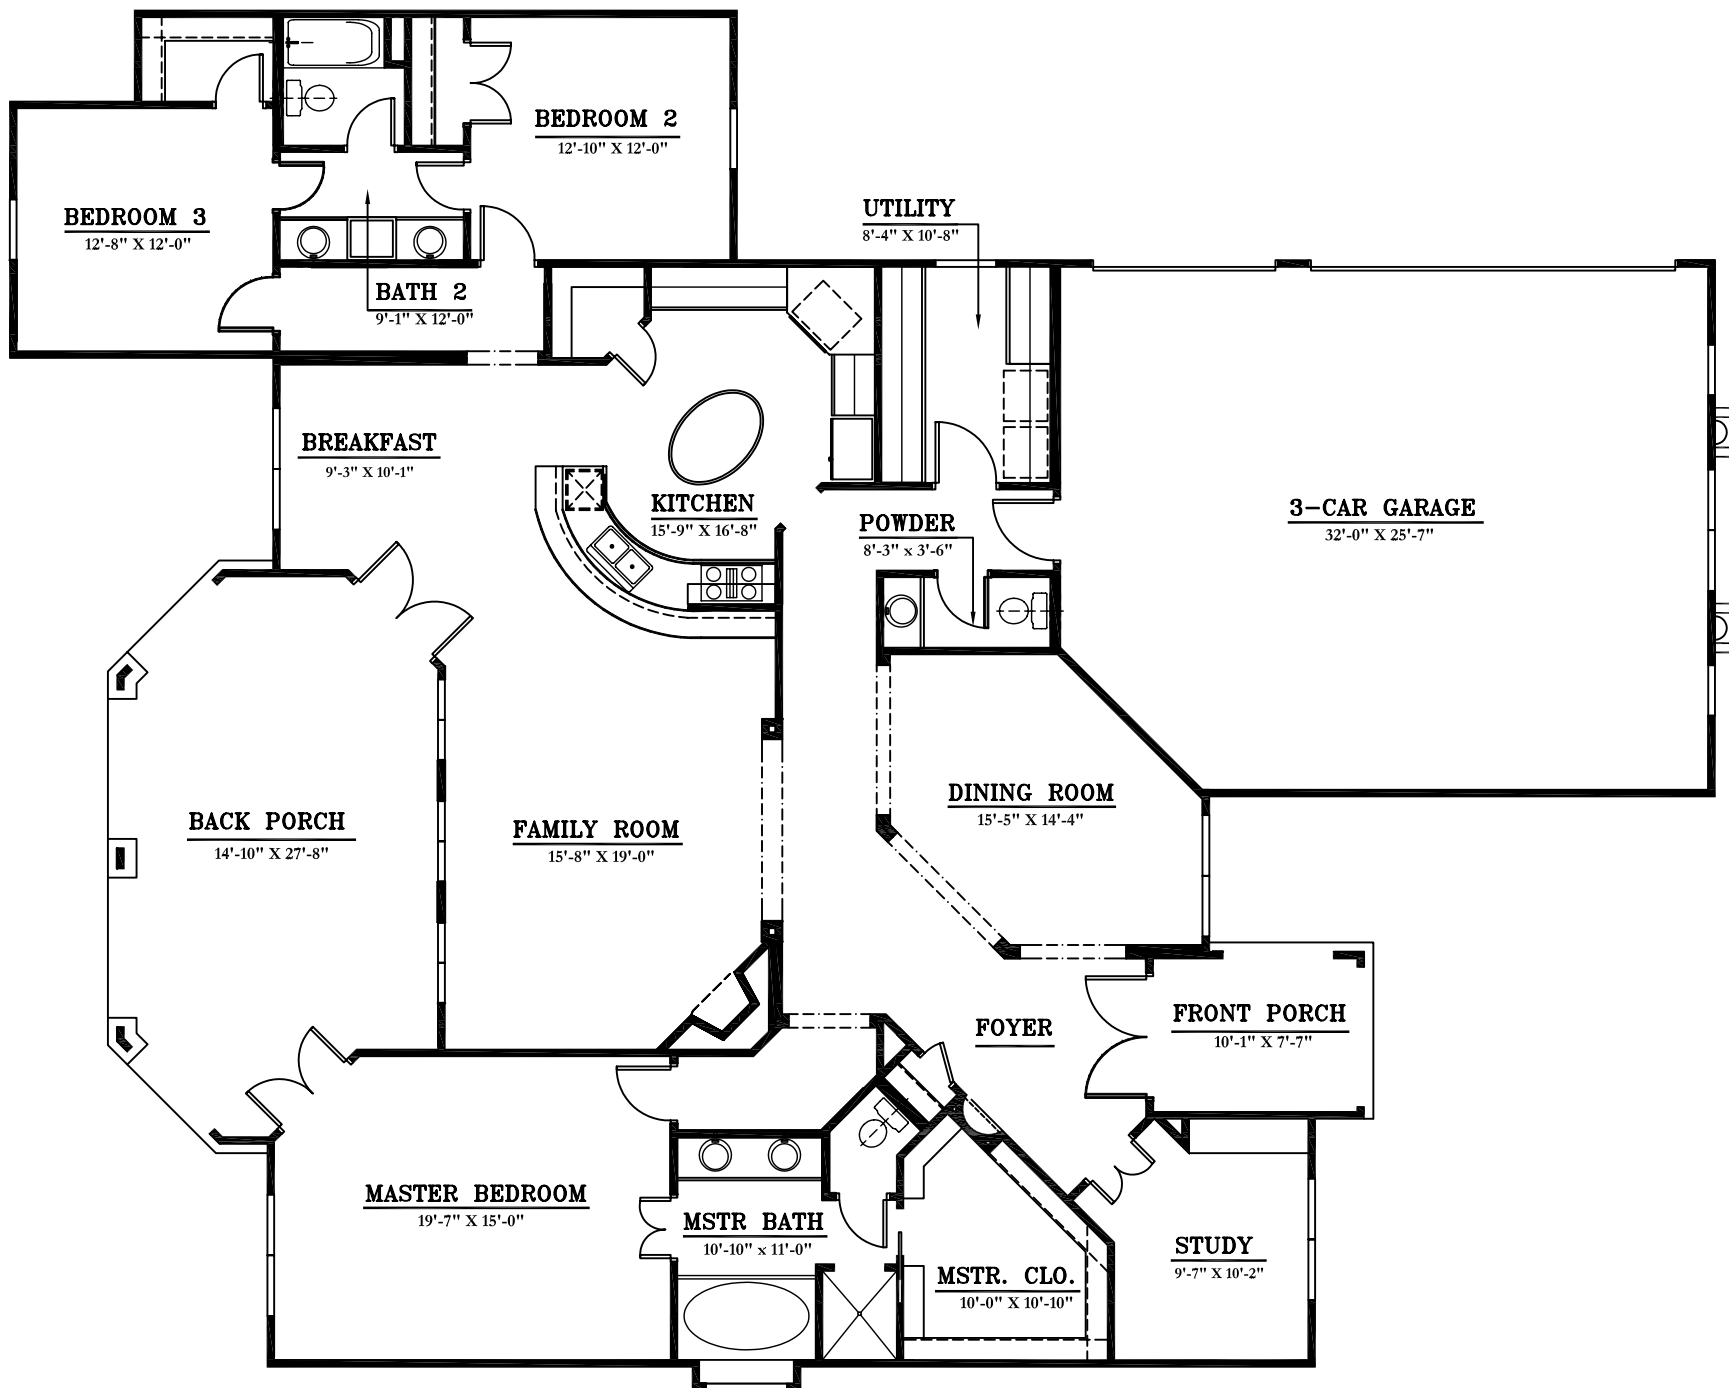 BEDROOM 2
12'-10" X 12'-0"
BEDROOM 3
12'-8" X 12'-0"
UTILITY
8'-4" X 10'-8"
BATH 2
9'-1" X 12'-0"
BREAKFAST
9'-3" X 10'-1"
KITCHEN
15'-9" X 16'-8"
POWDER
8'-3" x 3'-6"
3-CAR GARAGE
32'-0" X 25'-7"
DINING ROOM
15'-5" X 14'-4"
BACK PORCH
14'-10" X 27'-8"
FAMILY ROOM
15'-8" X 19'-0"
FOYER
FRONT PORCH
10'-1" X 7'-7"
MASTER BEDROOM
19'-7" X 15'-0"
MSTR BATH
10'-10" x 11'-0"
MSTR. CLO.
10'-0" X 10'-10"
STUDY
9'-7" X 10'-2"